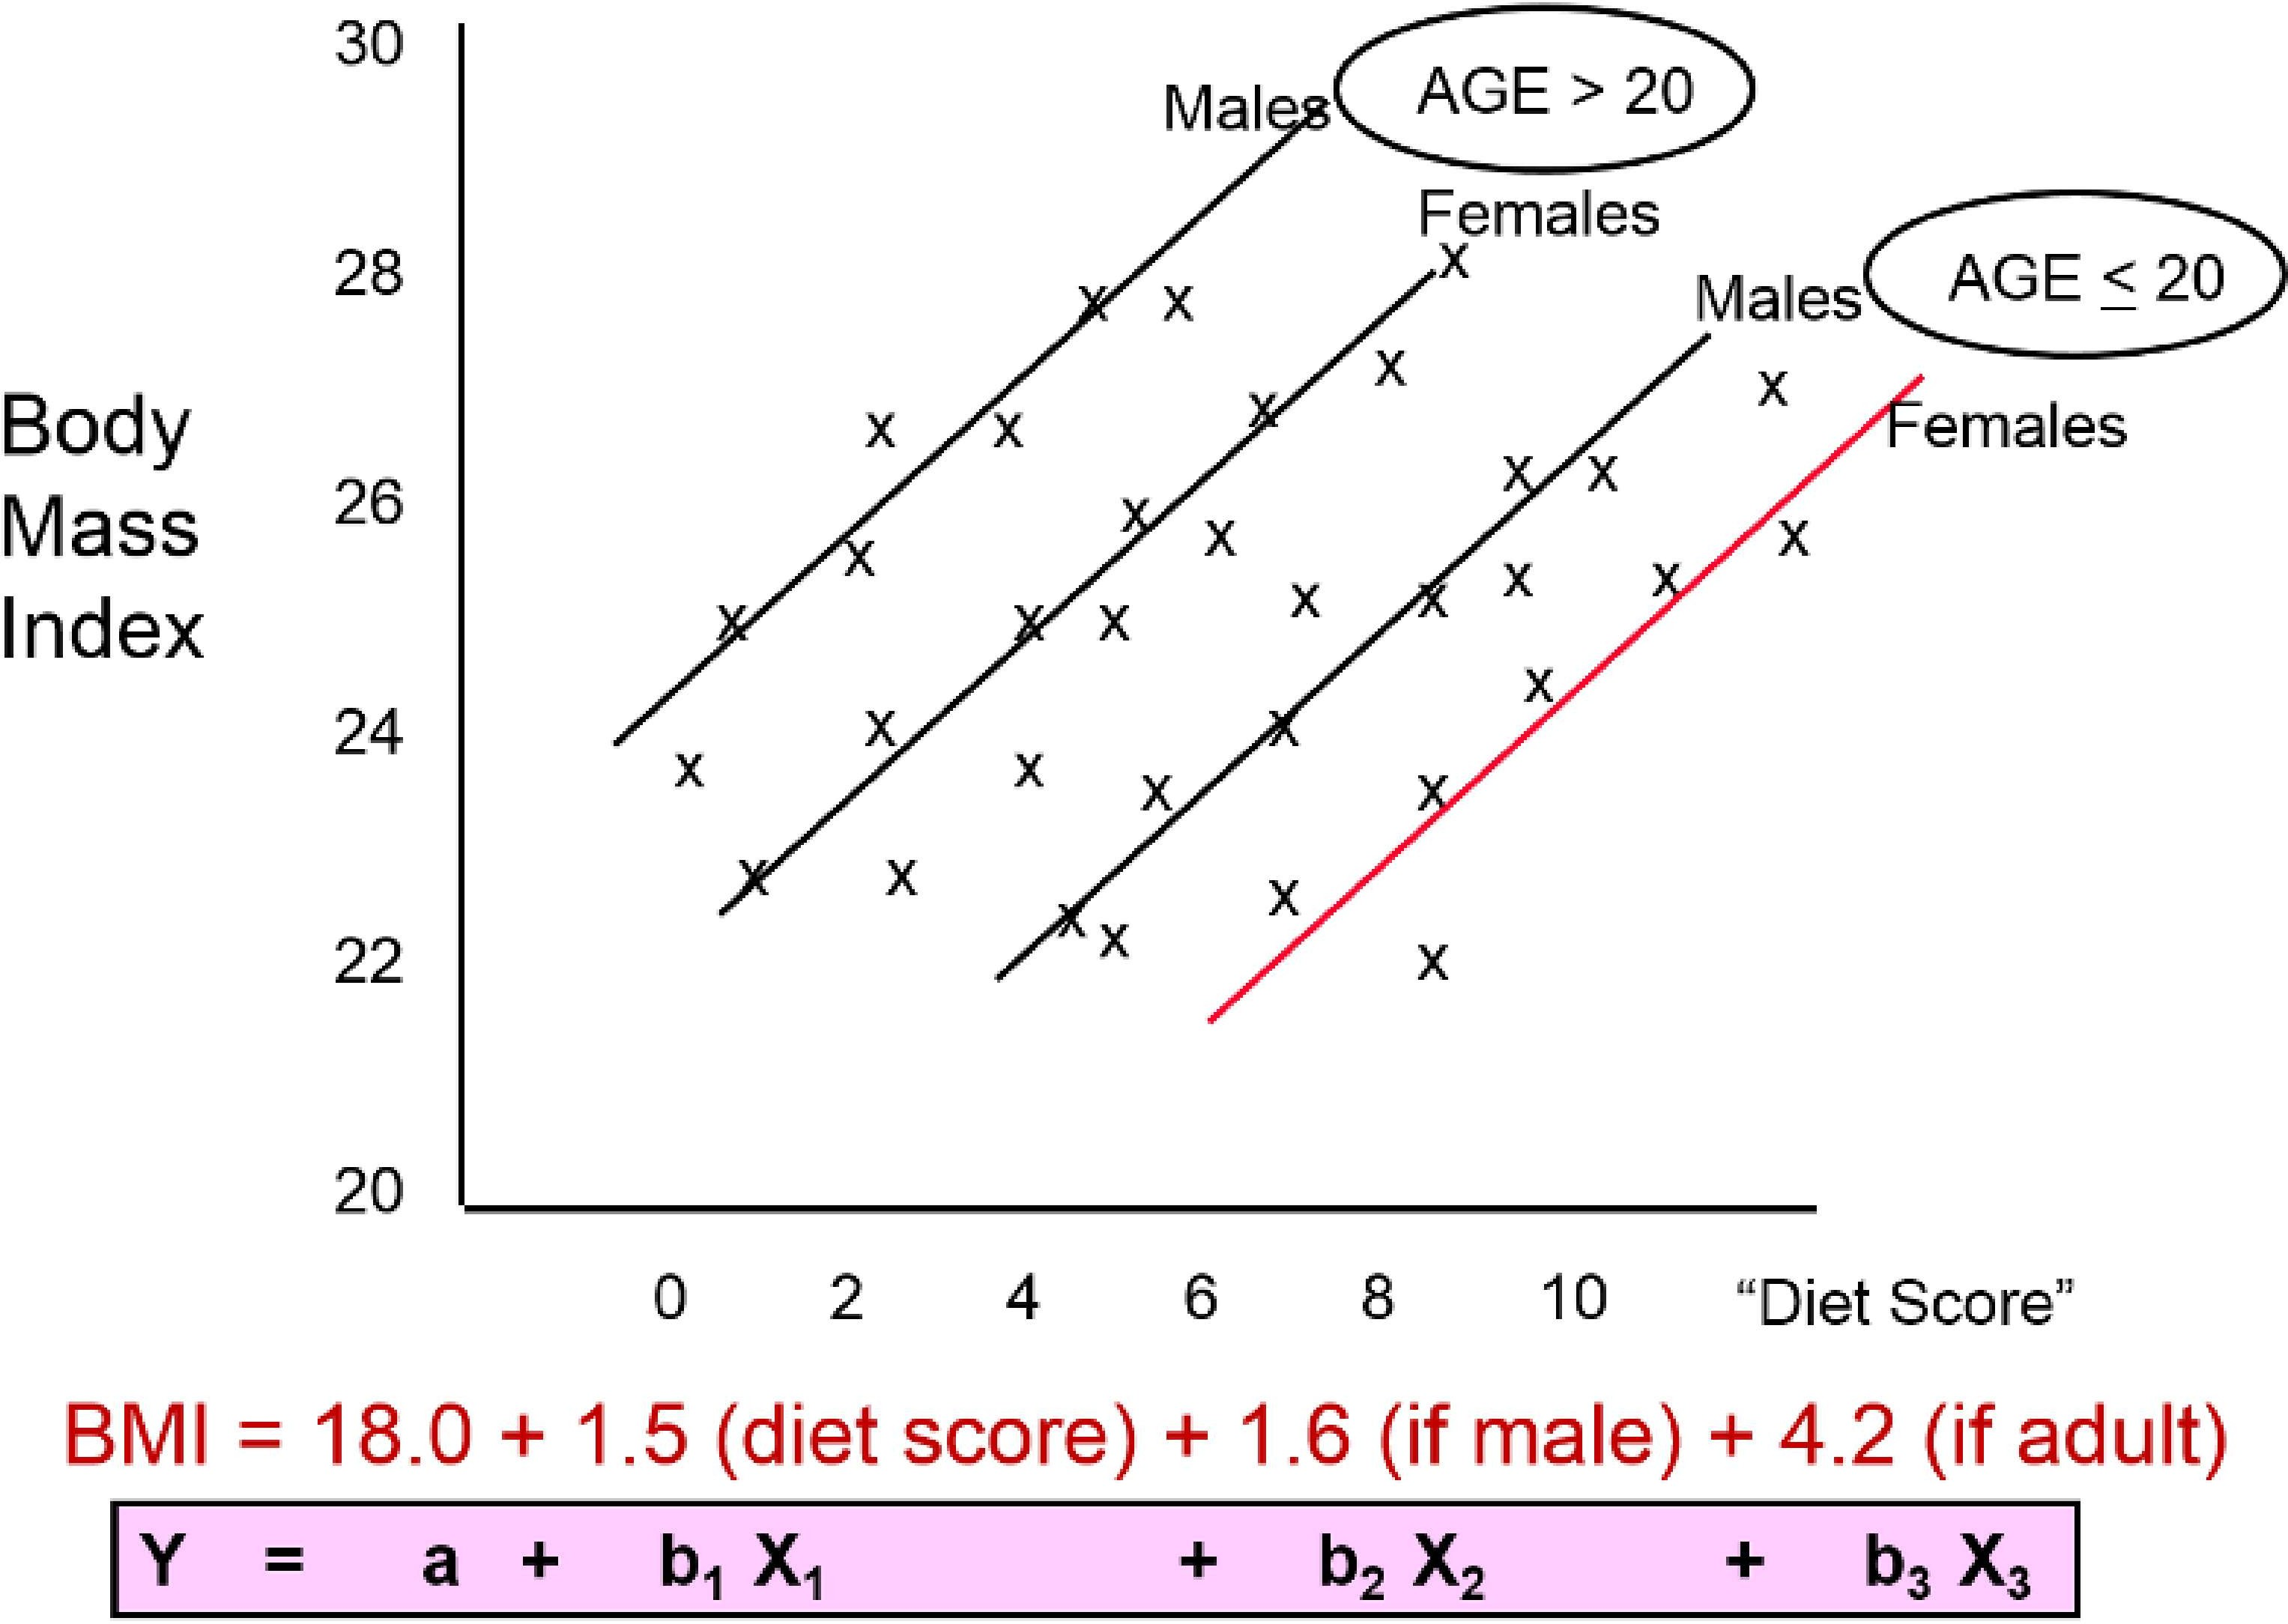 30
Males
AGE > 20
Females
28
Males
AGE ≤ 20
Body
Mass
Index
Females
26
24
22
20
0 2 4 6 8 10 “Diet Score”
BMI = 18.0 + 1.5 (diet score) + 1.6 (if male) + 4.2 (if adult)
Y = a + b₁ X₁ + b₂ X₂ + b₃ X₃